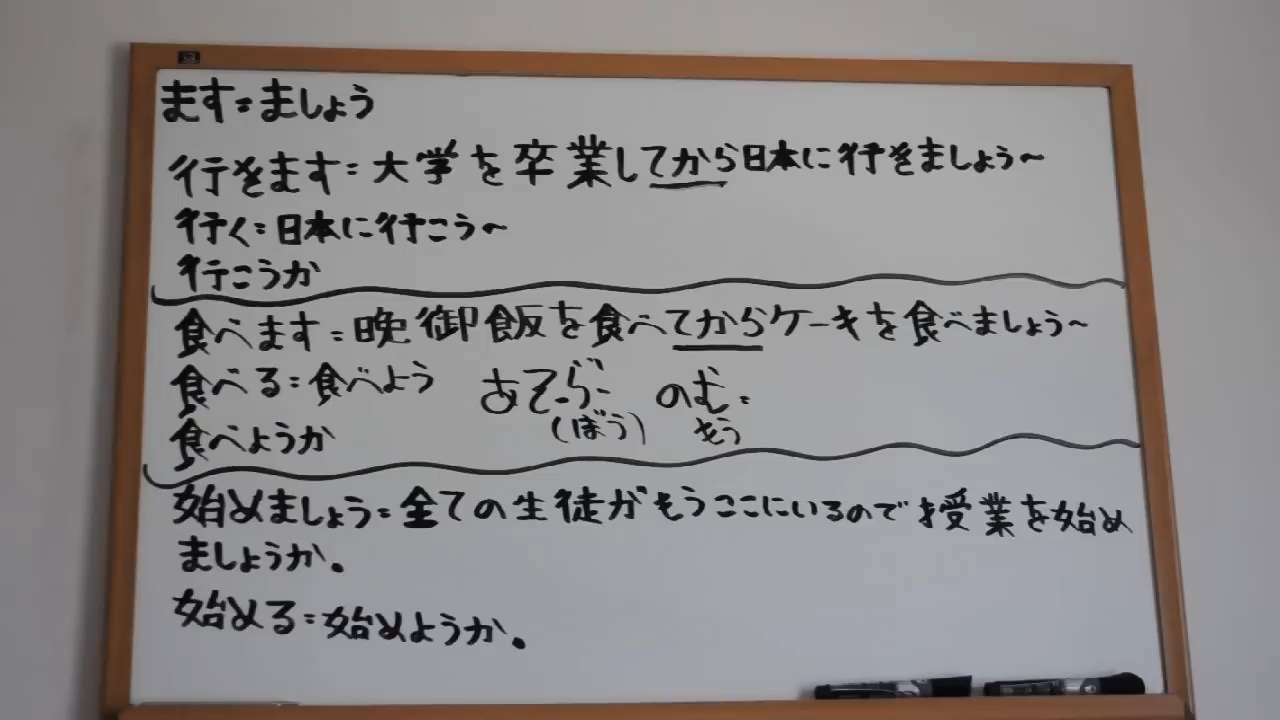 ます=ましょう
行きます=大学を卒業してから日本に行きましょう〜
行く=日本に行こう〜
行こうか
食べます=晩御飯を食べてからケーキを食べましょう〜
食べる=食べよう のむ=
(ぼう) もう
食べようか
始めましょう=全ての生徒がもうここにいるので授業を始め
ましょうか。
始める=始めようか。